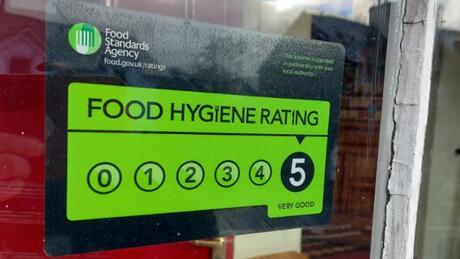 Food
Standards
Agency
food.gov.uk/ratings
This scheme is operated
in partnership with your
local authority
FOOD HYGIENE RATING
0 1 2 3 4 5
VERY GOOD